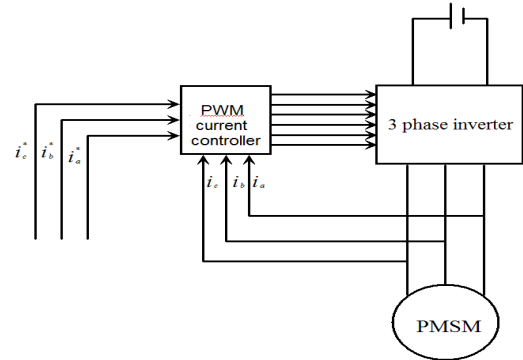 PWM
current
controller
3 phase inverter
i*c i*b i*a
ic ib ia
PMSM